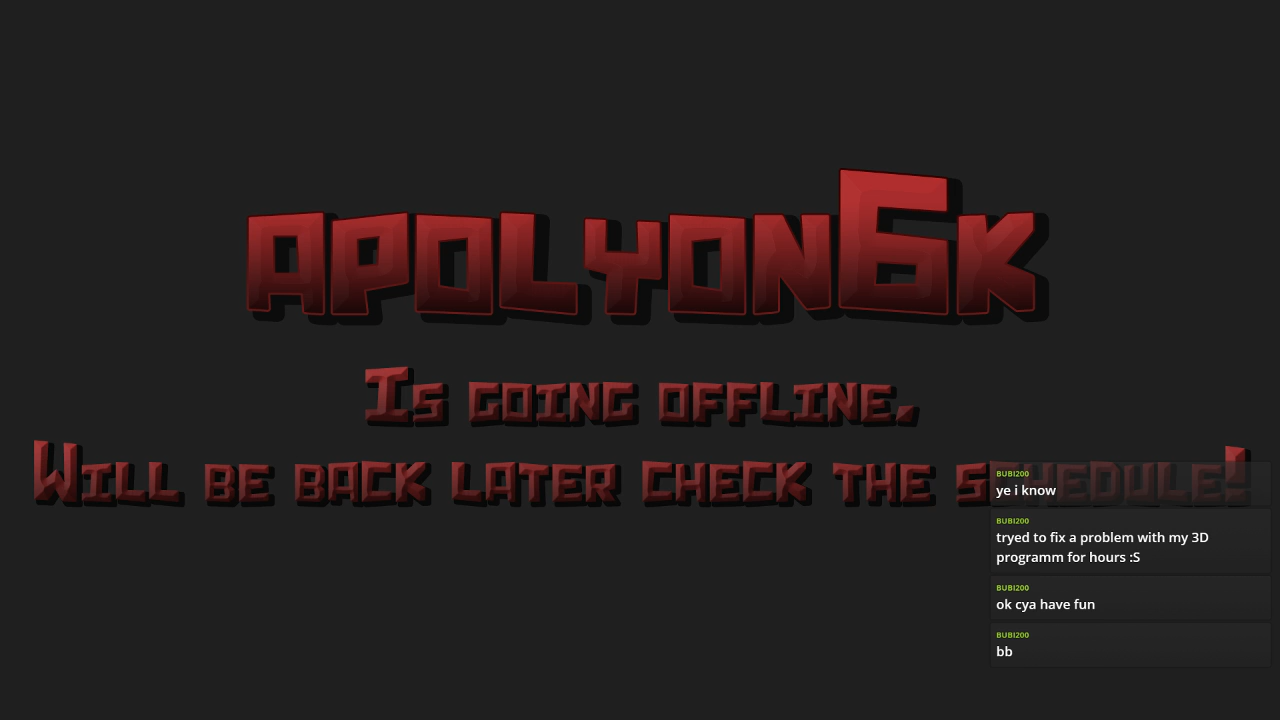 APOLYON6K
Is going offline.
Will be back later check the schedule!
BUBI200
ye i know
BUBI200
tryed to fix a problem with my 3D
programm for hours :S
BUBI200
ok cya have fun
BUBI200
bb